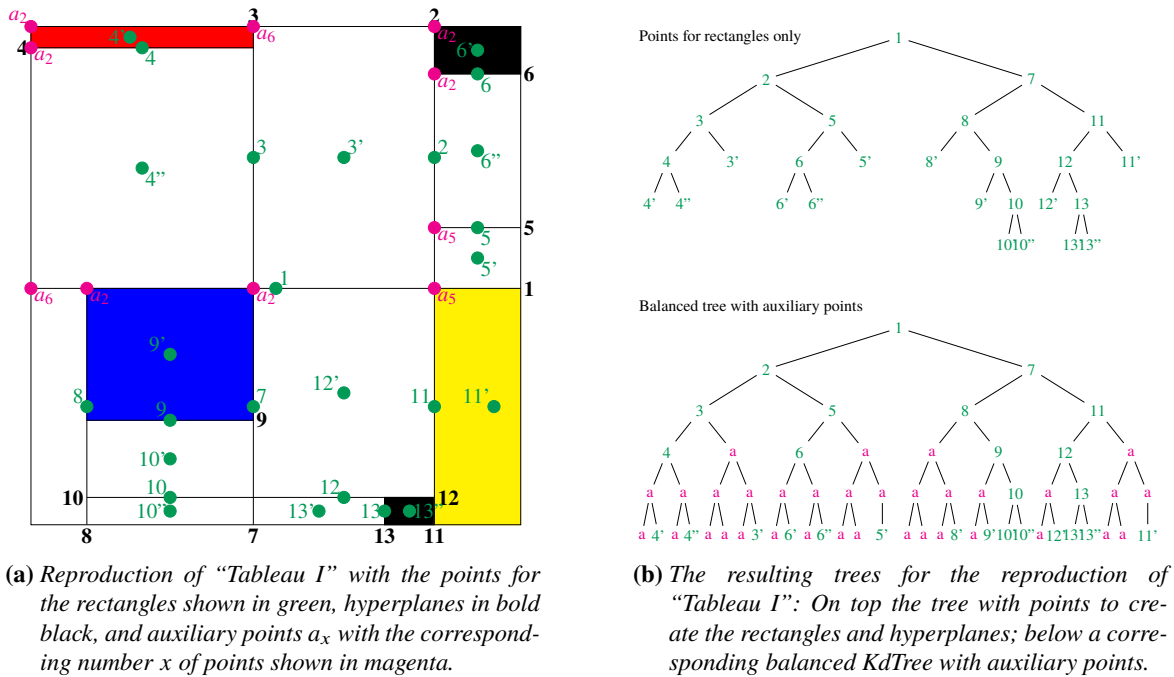 a2 3 2
4' a6 a2 6'
4 a2 4 a2 6 6
3 3' 2 6”
4”
a5 5 5
5'
a6 a2 a2 1 a5 1
9'
12'
8 9 7 11 11'
9
10'
10 10 12 12
10” 13' 13 13”
8 7 13 11
(a) Reproduction of “Tableau I” with the points for
the rectangles shown in green, hyperplanes in bold
black, and auxiliary points ax with the correspond-
ing number x of points shown in magenta.
Points for rectangles only
1
2 7
3 5 8 11
4 3' 6 5' 8' 9 12 11'
4' 4” 6' 6” 9' 10 12' 13
10'10” 13'13”
Balanced tree with auxiliary points
1
2 7
3 5 8 11
4 a 6 a a 9 12 a
a a a a a a a a a a a 10 a 13 a a
a 4' a 4” a a a 3' a 6' a 6” a a 5' a a a 8' a 9'10'10” a 12'13'13” a a 11'
(b) The resulting trees for the reproduction of
“Tableau I”: On top the tree with points to cre-
ate the rectangles and hyperplanes; below a corre-
sponding balanced KdTree with auxiliary points.